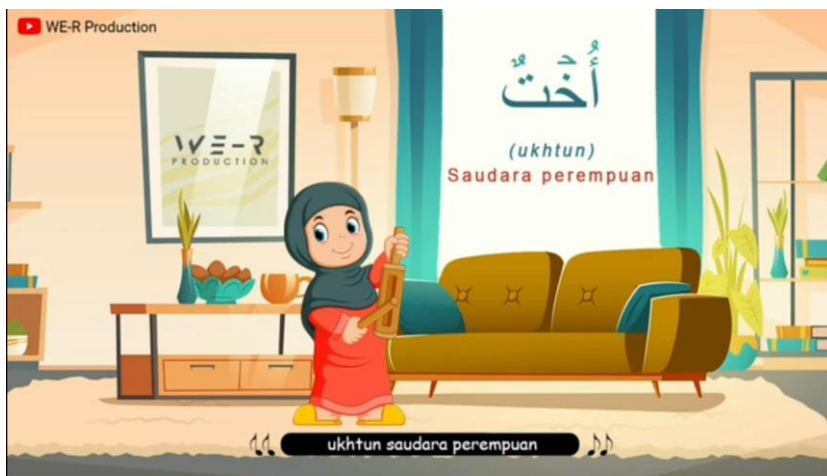 WE-R Production
WE-R
PRODUCTION
أُخْتٌ
(ukhtun)
Saudara perempuan
ukhtun saudara perempuan